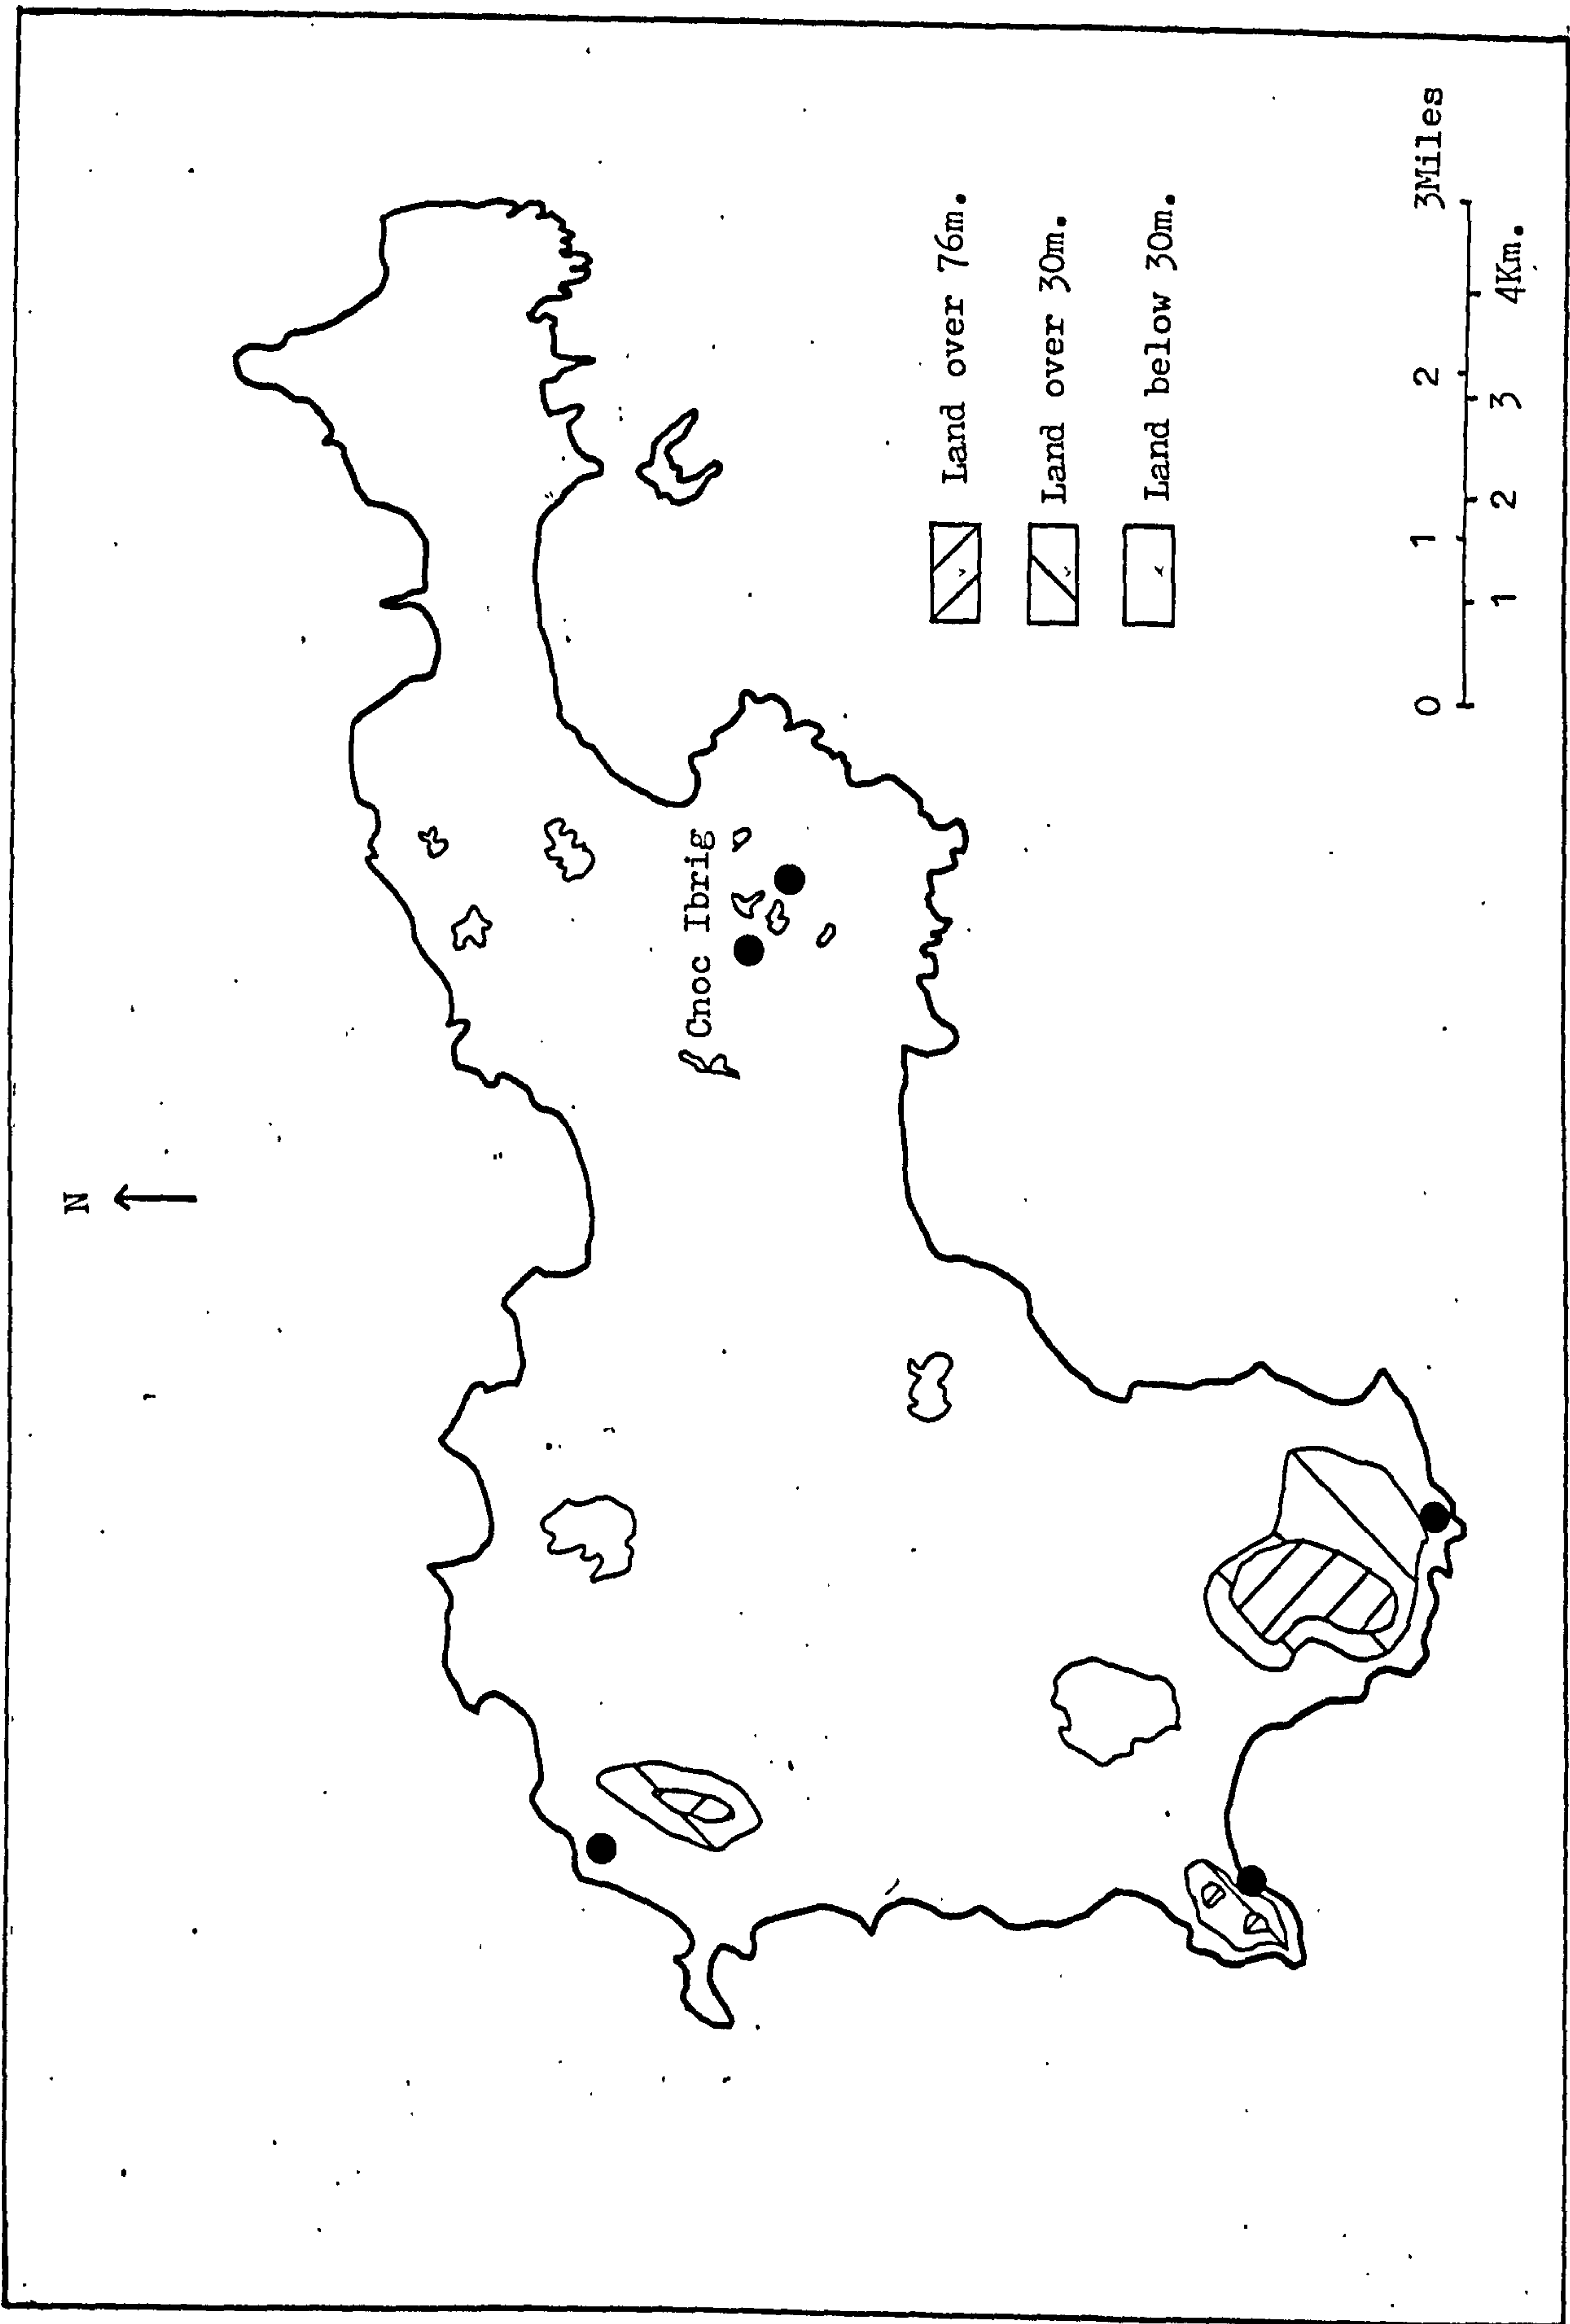 N
Cnoc Ibrig
Land over 76m.
Land over 30m.
Land below 30m.
0 1 2 3Miles
1 2 3 4Km.